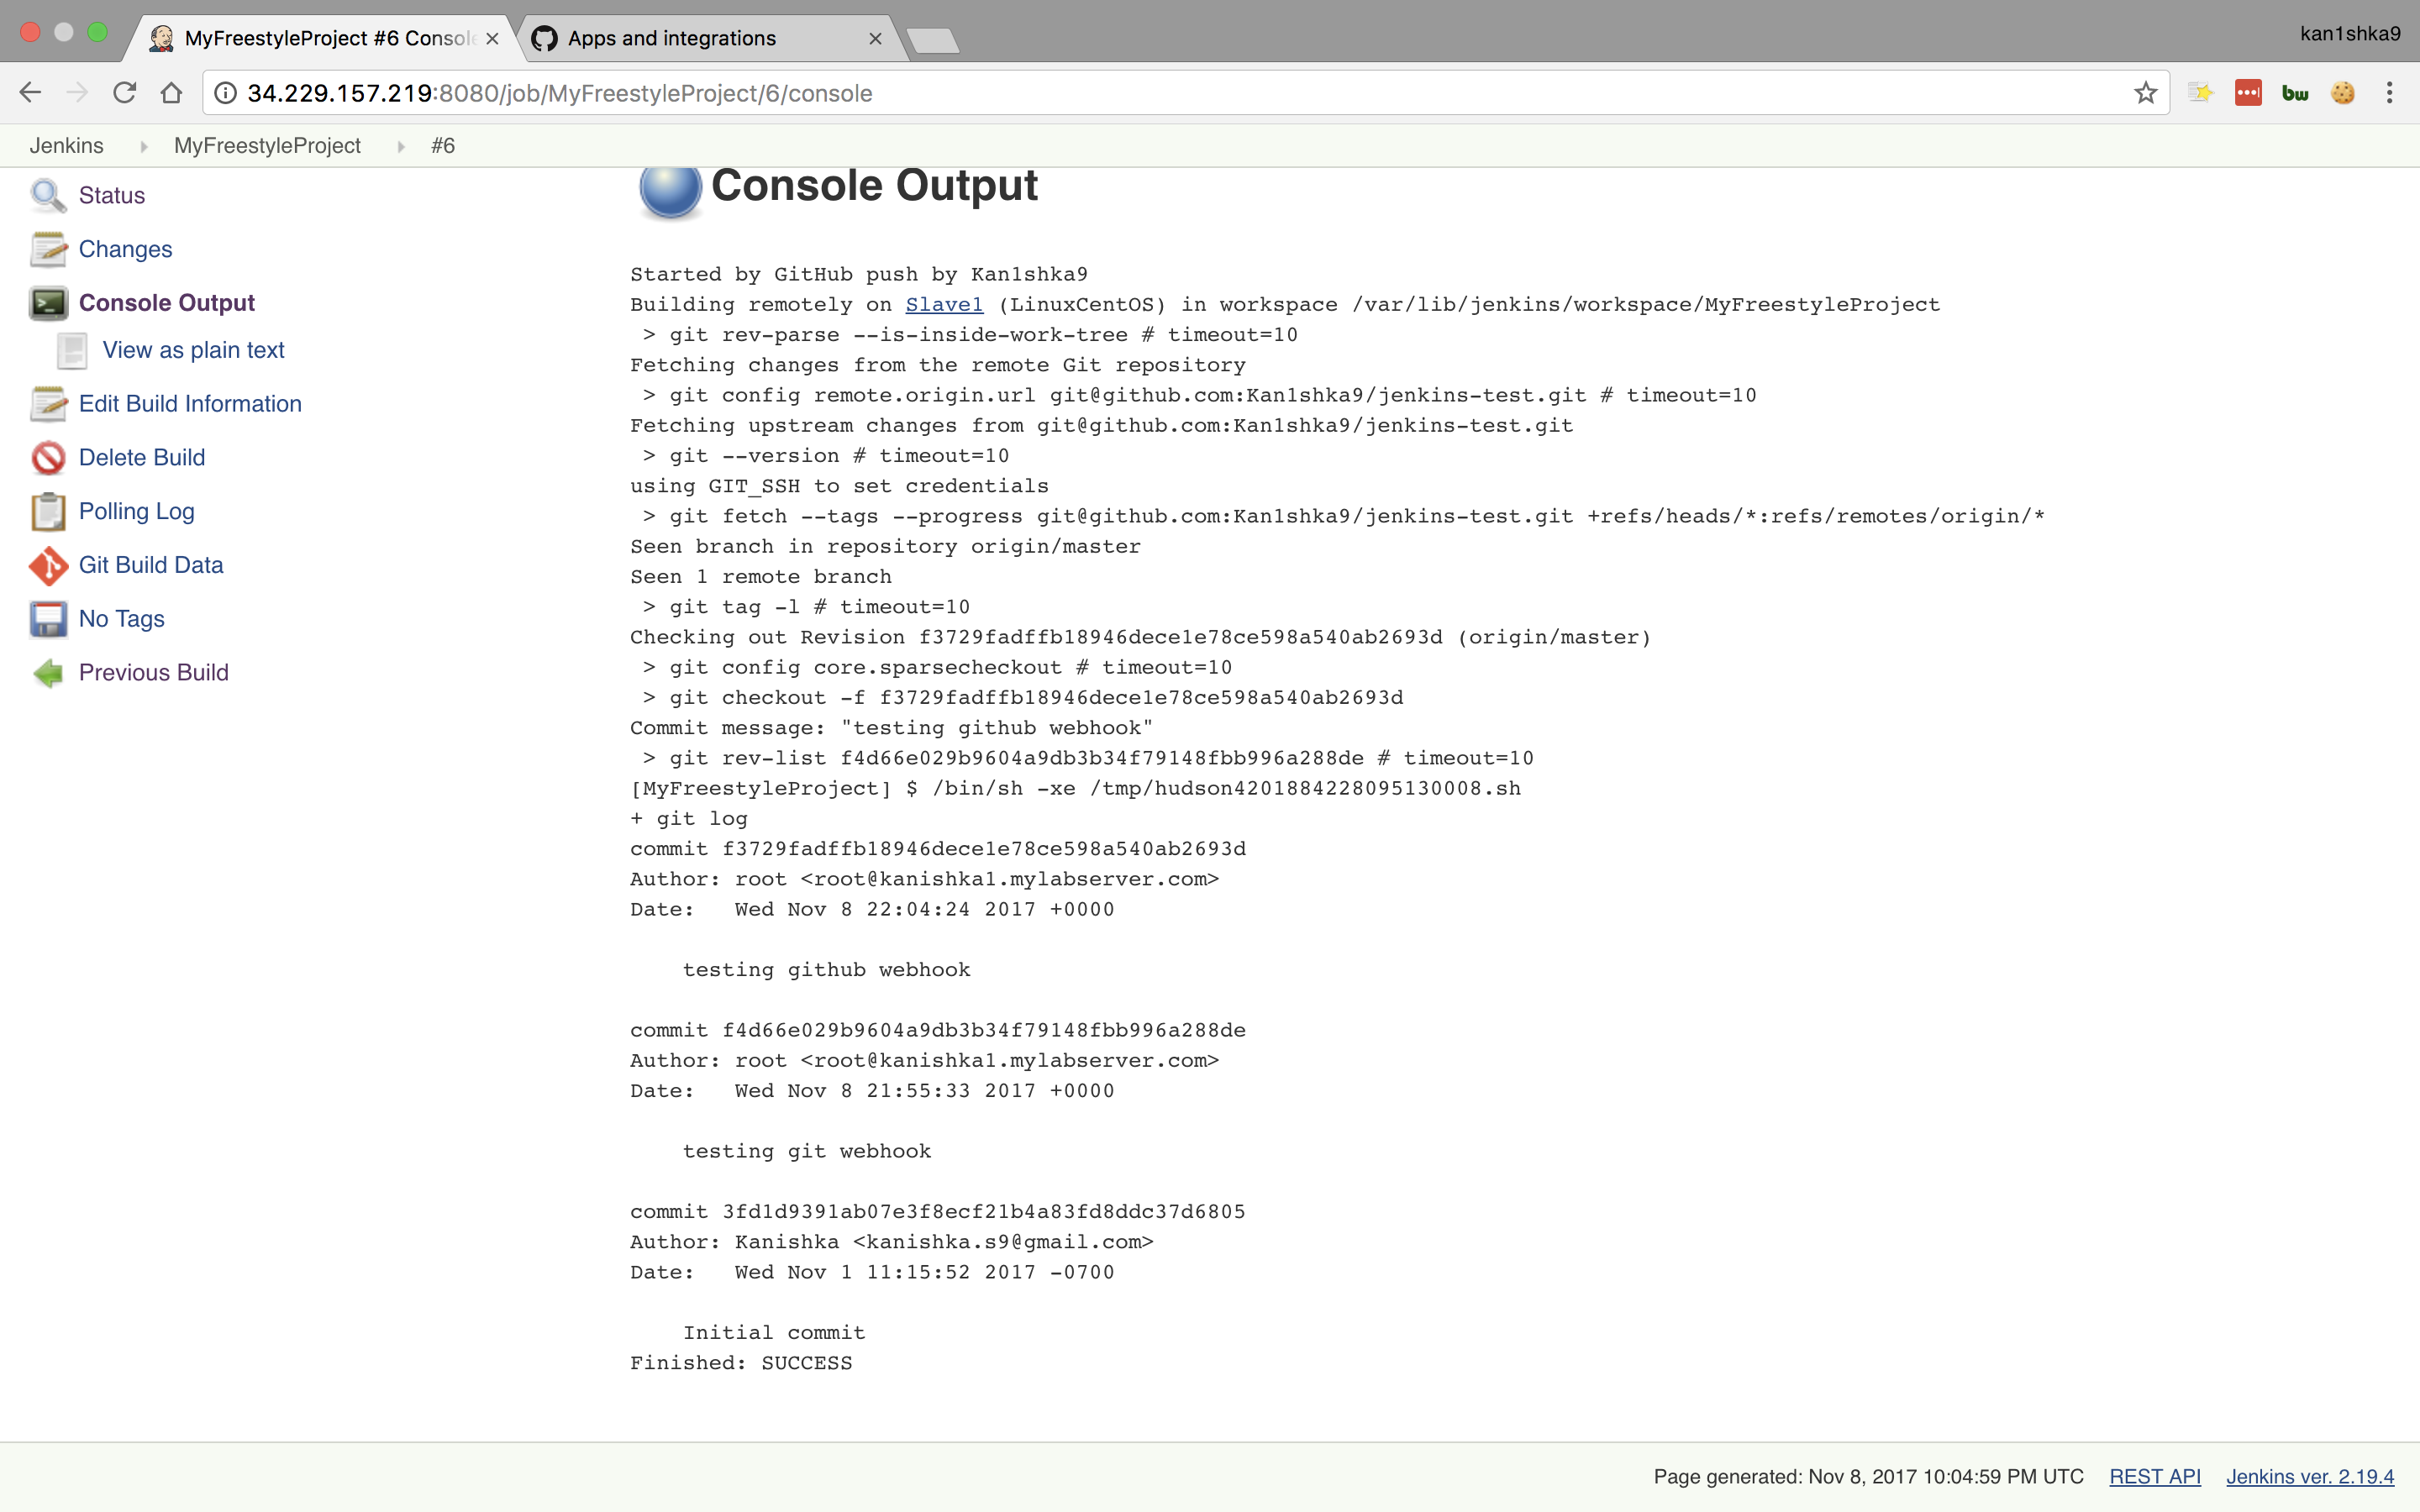 MyFreestyleProject #6 Console
Apps and integrations
kan1shka9
34.229.157.219:8080/job/MyFreestyleProject/6/console
bw
Jenkins
MyFreestyleProject
#6
Status
Changes
Console Output
View as plain text
Edit Build Information
Delete Build
Polling Log
Git Build Data
No Tags
Previous Build
Console Output
Started by GitHub push by Kan1shka9
Building remotely on Slave1 (LinuxCentOS) in workspace /var/lib/jenkins/workspace/MyFreestyleProject
 > git rev-parse --is-inside-work-tree # timeout=10
Fetching changes from the remote Git repository
 > git config remote.origin.url git@github.com:Kan1shka9/jenkins-test.git # timeout=10
Fetching upstream changes from git@github.com:Kan1shka9/jenkins-test.git
 > git --version # timeout=10
using GIT_SSH to set credentials
 > git fetch --tags --progress git@github.com:Kan1shka9/jenkins-test.git +refs/heads/*:refs/remotes/origin/*
Seen branch in repository origin/master
Seen 1 remote branch
 > git tag -l # timeout=10
Checking out Revision f3729fadffb18946dece1e78ce598a540ab2693d (origin/master)
 > git config core.sparsecheckout # timeout=10
 > git checkout -f f3729fadffb18946dece1e78ce598a540ab2693d
Commit message: "testing github webhook"
 > git rev-list f4d66e029b9604a9db3b34f79148fbb996a288de # timeout=10
[MyFreestyleProject] $ /bin/sh -xe /tmp/hudson4201884228095130008.sh
+ git log
commit f3729fadffb18946dece1e78ce598a540ab2693d
Author: root <root@kanishka1.mylabserver.com>
Date:   Wed Nov 8 22:04:24 2017 +0000
testing github webhook
commit f4d66e029b9604a9db3b34f79148fbb996a288de
Author: root <root@kanishka1.mylabserver.com>
Date:   Wed Nov 8 21:55:33 2017 +0000
testing git webhook
commit 3fd1d9391ab07e3f8ecf21b4a83fd8ddc37d6805
Author: Kanishka <kanishka.s9@gmail.com>
Date:   Wed Nov 1 11:15:52 2017 -0700
Initial commit
Finished: SUCCESS
Page generated: Nov 8, 2017 10:04:59 PM UTC
REST API
Jenkins ver. 2.19.4